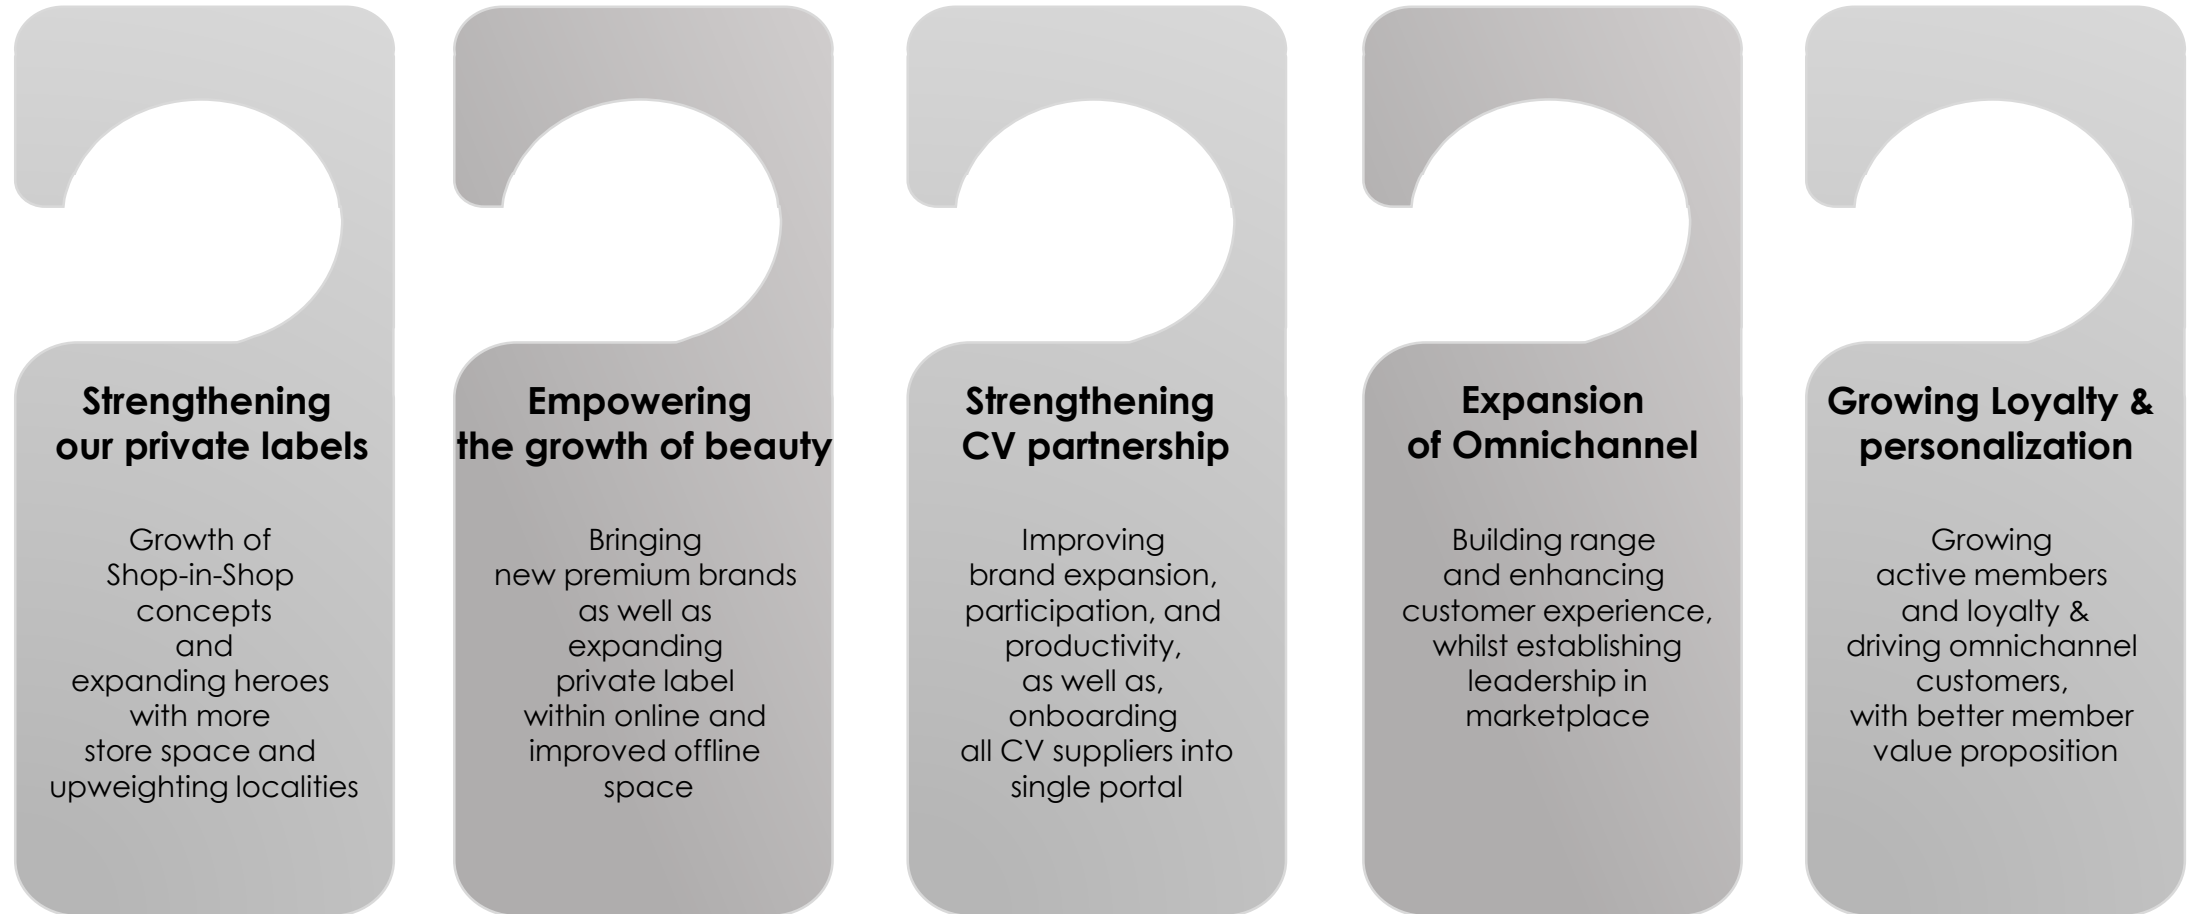 Strengthening
our private labels
Growth of
Shop-in-Shop
concepts
and
expanding heroes
with more
store space and
upweighting localities
Empowering
the growth of beauty
Bringing
new premium brands
as well as
expanding
private label
within online and
improved offline
space
Strengthening
CV partnership
Improving
brand expansion,
participation, and
productivity,
as well as,
onboarding
all CV suppliers into
single portal
Expansion
of Omnichannel
Building range
and enhancing
customer experience,
whilst establishing
leadership in
marketplace
Growing Loyalty &
personalization
Growing
active members
and loyalty &
driving omnichannel
customers,
with better member
value proposition